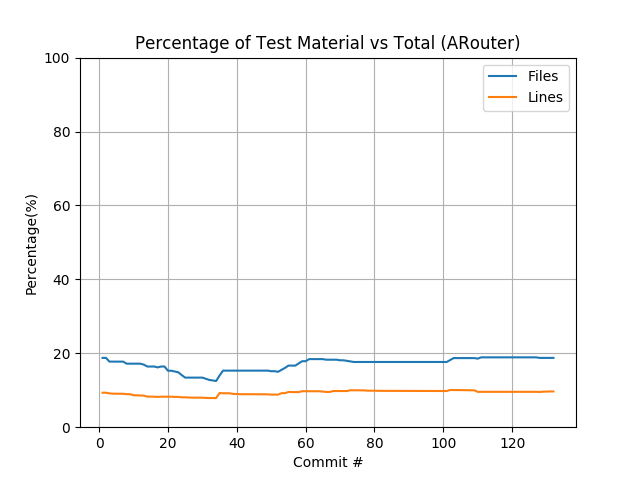 Percentage of Test Material vs Total (ARouter)
Files
Lines
100
80
60
40
20
0
Percentage(%)
0 20 40 60 80 100 120
Commit #